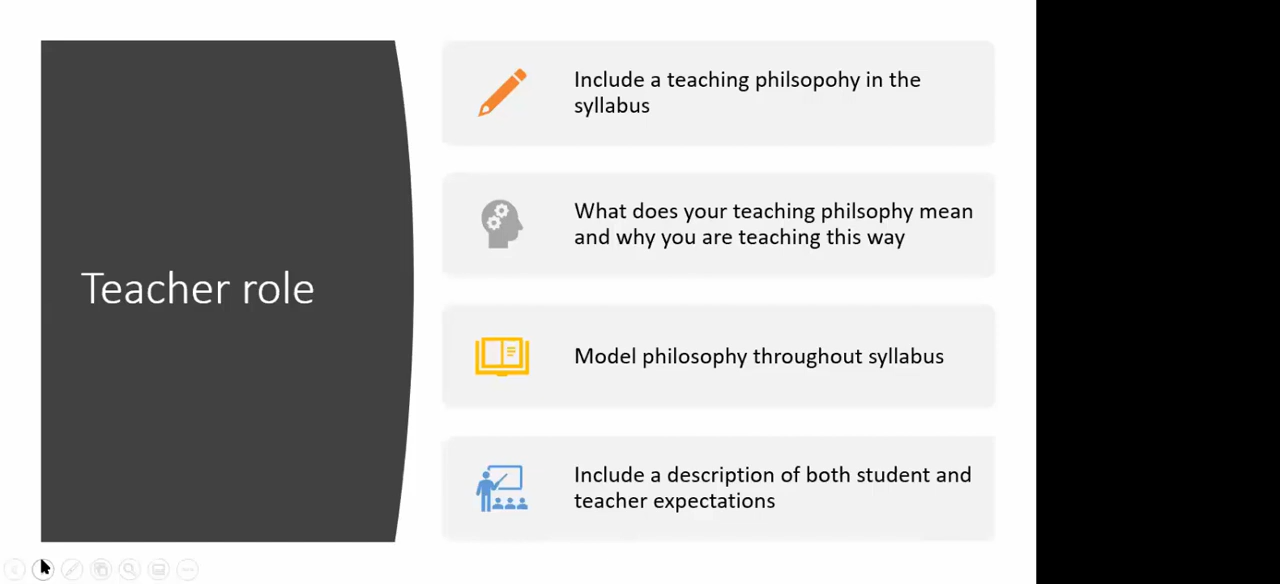 Teacher role
Include a teaching philsopohy in the
syllabus
What does your teaching philsophy mean
and why you are teaching this way
Model philosophy throughout syllabus
Include a description of both student and
teacher expectations